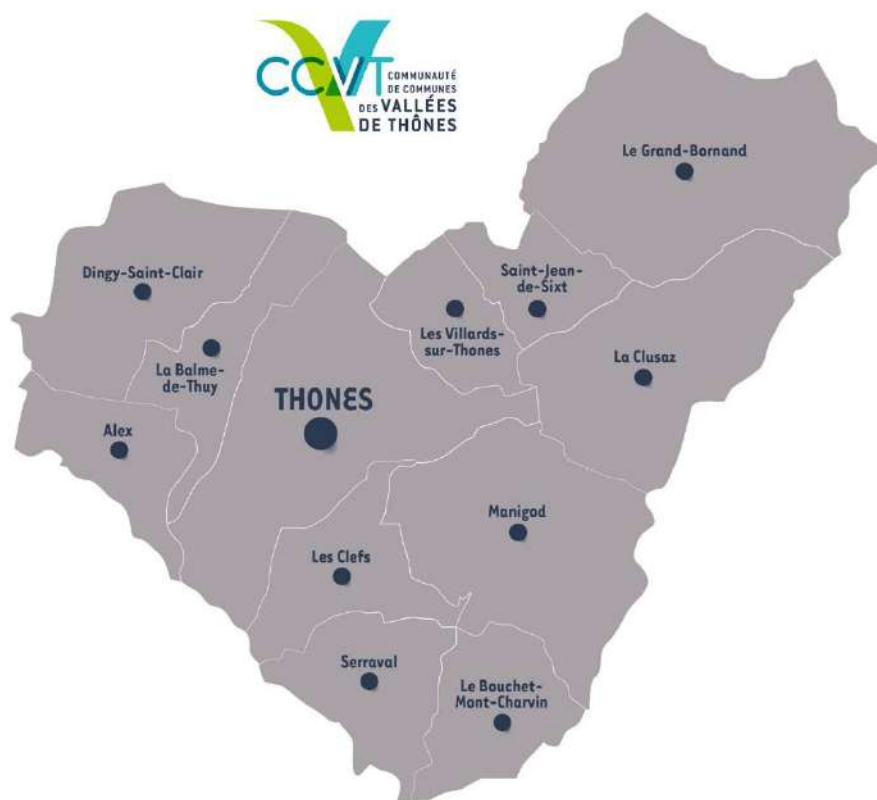 CCVT
COMMUNAUTÉ
DE COMMUNES
DES VALLÉES
DE THÔNES
Le Grand-Bornand
Dingy-Saint-Clair
Saint-Jean-
de-Sixt
Les Villards-
sur-Thones
La Balme-
de-Thuy
La Clusaz
THONES
Alex
Manigod
Les Clefs
Serraval
Le Bouchet-
Mont-Charvin